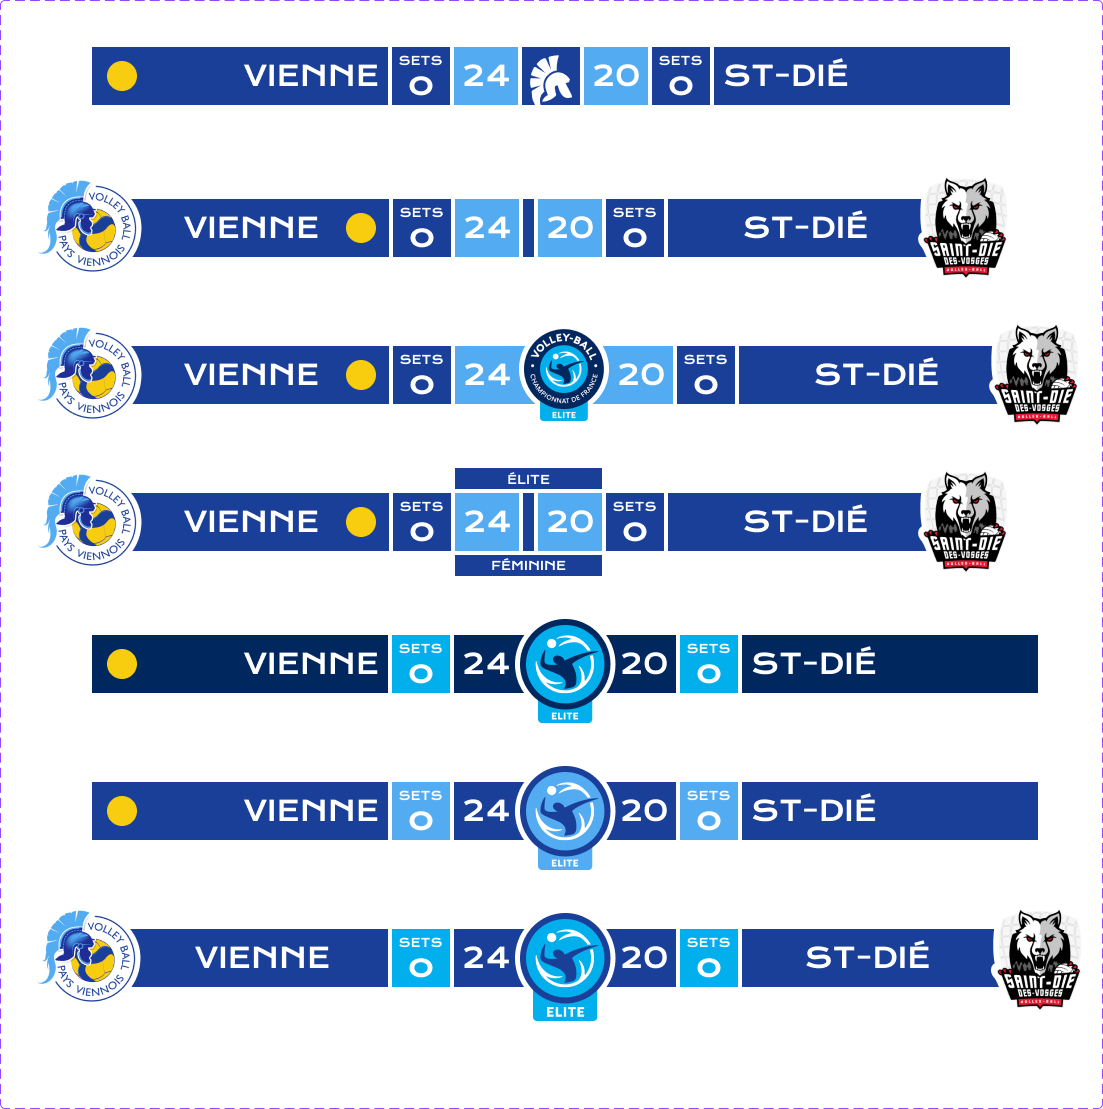 VIENNE SETS 0 24 20 SETS 0 ST-DIÉ
VOLLEY BALL PAYS VIENNOIS VIENNE SETS 0 24 20 SETS 0 ST-DIÉ SAINT-DIÉ DES-VOSGES VOLLEY-BALL
VOLLEY BALL PAYS VIENNOIS VIENNE SETS 0 24 VOLLEY-BALL CHAMPIONNAT DE FRANCE ELITE 20 SETS 0 ST-DIÉ SAINT-DIÉ DES-VOSGES VOLLEY-BALL
ÉLITE
VOLLEY BALL PAYS VIENNOIS VIENNE SETS 0 24 20 SETS 0 ST-DIÉ SAINT-DIÉ DES-VOSGES VOLLEY-BALL
FÉMININE
VIENNE SETS 0 24 ELITE 20 SETS 0 ST-DIÉ
VIENNE SETS 0 24 ELITE 20 SETS 0 ST-DIÉ
VOLLEY BALL PAYS VIENNOIS VIENNE SETS 0 24 ELITE 20 SETS 0 ST-DIÉ SAINT-DIÉ DES-VOSGES VOLLEY-BALL